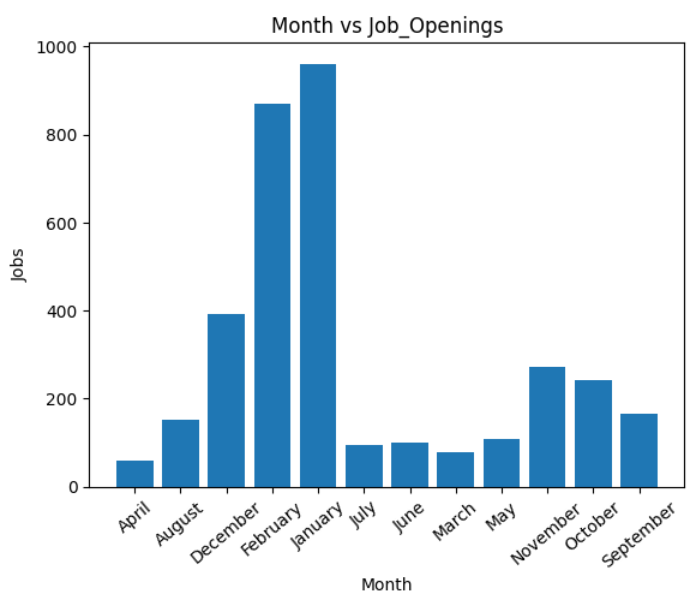 Month vs Job_Openings
1000
800
600
400
200
0
Jobs
April
August
December
February
January
July
June
March
May
November
October
September
Month